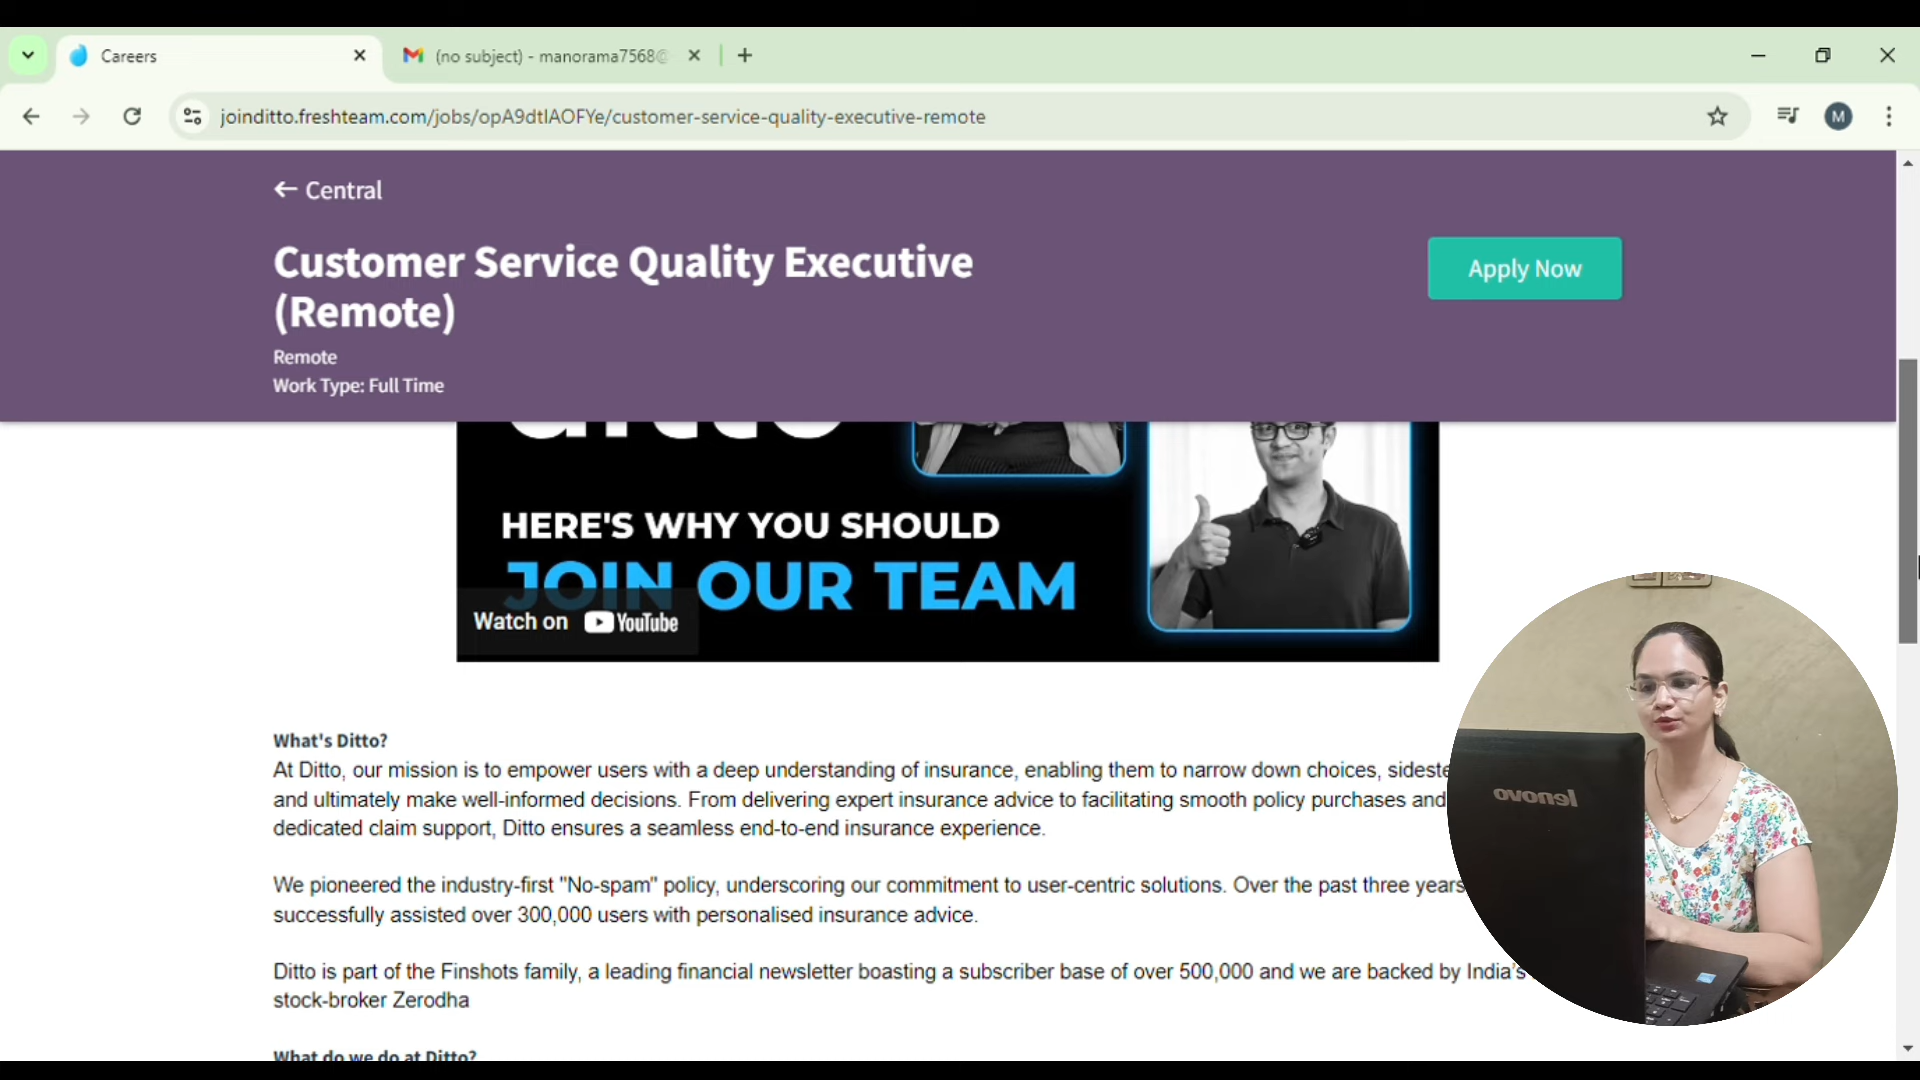 Careers
(no subject) - manorama7568@
joinditto.freshteam.com/jobs/opA9dtIAOFYe/customer-service-quality-executive-remote
M
← Central
Customer Service Quality Executive
(Remote)
Apply Now
Remote
Work Type: Full Time
ditto
HERE'S WHY YOU SHOULD
JOIN OUR TEAM
Watch on YouTube
What's Ditto?
At Ditto, our mission is to empower users with a deep understanding of insurance, enabling them to narrow down choices,
and ultimately make well-informed decisions. From delivering expert insurance advice to facilitating smooth policy purchases and
dedicated claim support, Ditto ensures a seamless end-to-end insurance experience.
We pioneered the industry-first "No-spam" policy, underscoring our commitment to user-centric solutions. Over the past three years
successfully assisted over 300,000 users with personalised insurance advice.
Ditto is part of the Finshots family, a leading financial newsletter boasting a subscriber base of over 500,000 and we are backed by India's
stock-broker Zerodha
What do we do at Ditto?
lenovo